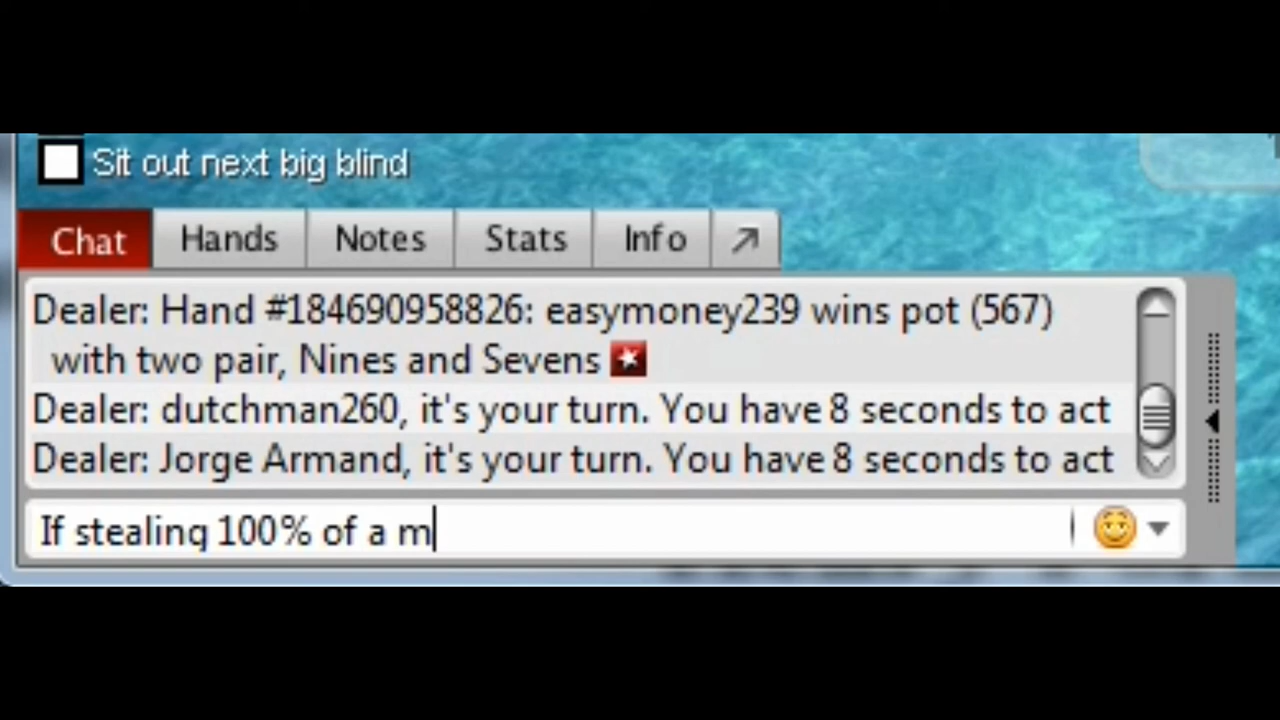 Sit out next big blind
Chat Hands Notes Stats Info
Dealer: Hand #184690958826: easymoney239 wins pot (567)
with two pair, Nines and Sevens
Dealer: dutchman260, it's your turn. You have 8 seconds to act
Dealer: Jorge Armand, it's your turn. You have 8 seconds to act
If stealing 100% of a m